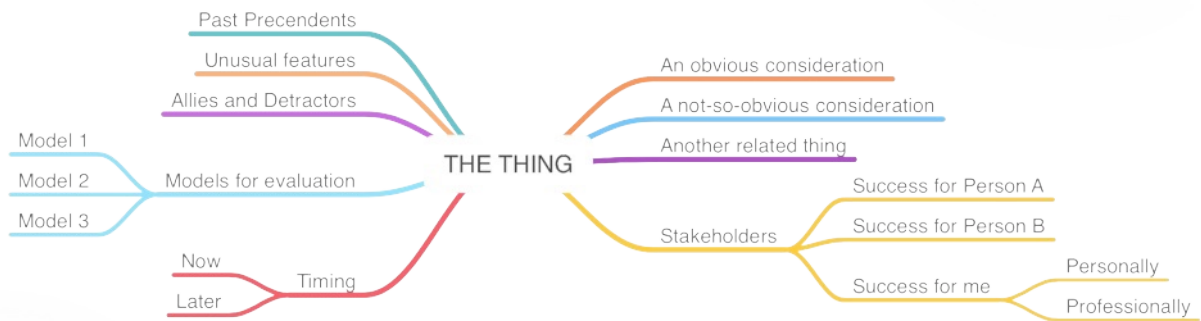 Past Precendents
Unusual features
Allies and Detractors
Model 1
Model 2
Model 3
Models for evaluation
Now
Later
Timing
THE THING
An obvious consideration
A not-so-obvious consideration
Another related thing
Stakeholders
Success for Person A
Success for Person B
Success for me
Personally
Professionally